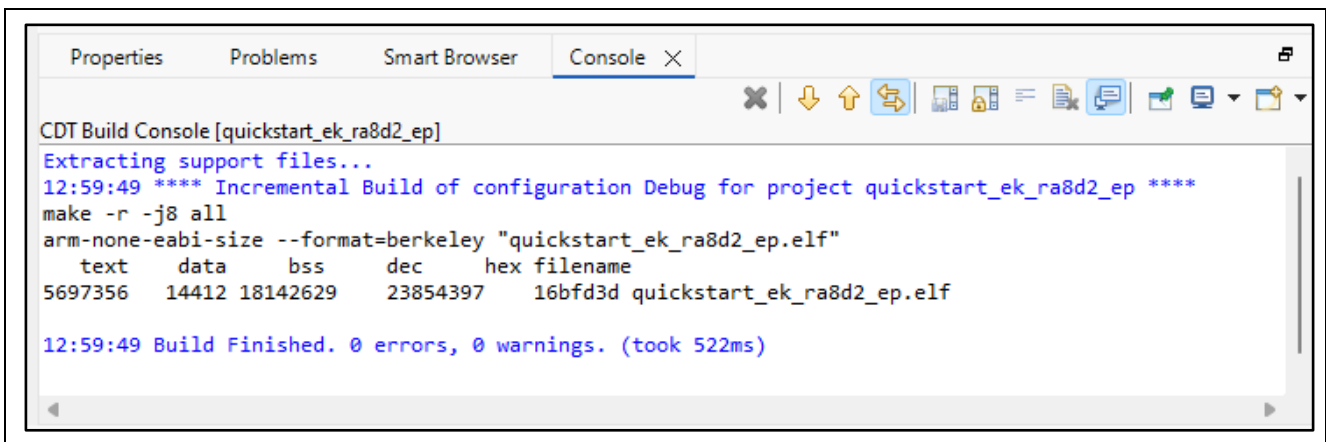 Properties Problems Smart Browser Console
CDT Build Console [quickstart_ek_ra8d2_ep]
Extracting support files...
12:59:49 **** Incremental Build of configuration Debug for project quickstart_ek_ra8d2_ep ****
make -r -j8 all
arm-none-eabi-size --format=berkeley "quickstart_ek_ra8d2_ep.elf"
   text    data     bss     dec     hex filename
5697356   14412 18142629    23854397    16bfd3d quickstart_ek_ra8d2_ep.elf
12:59:49 Build Finished. 0 errors, 0 warnings. (took 522ms)